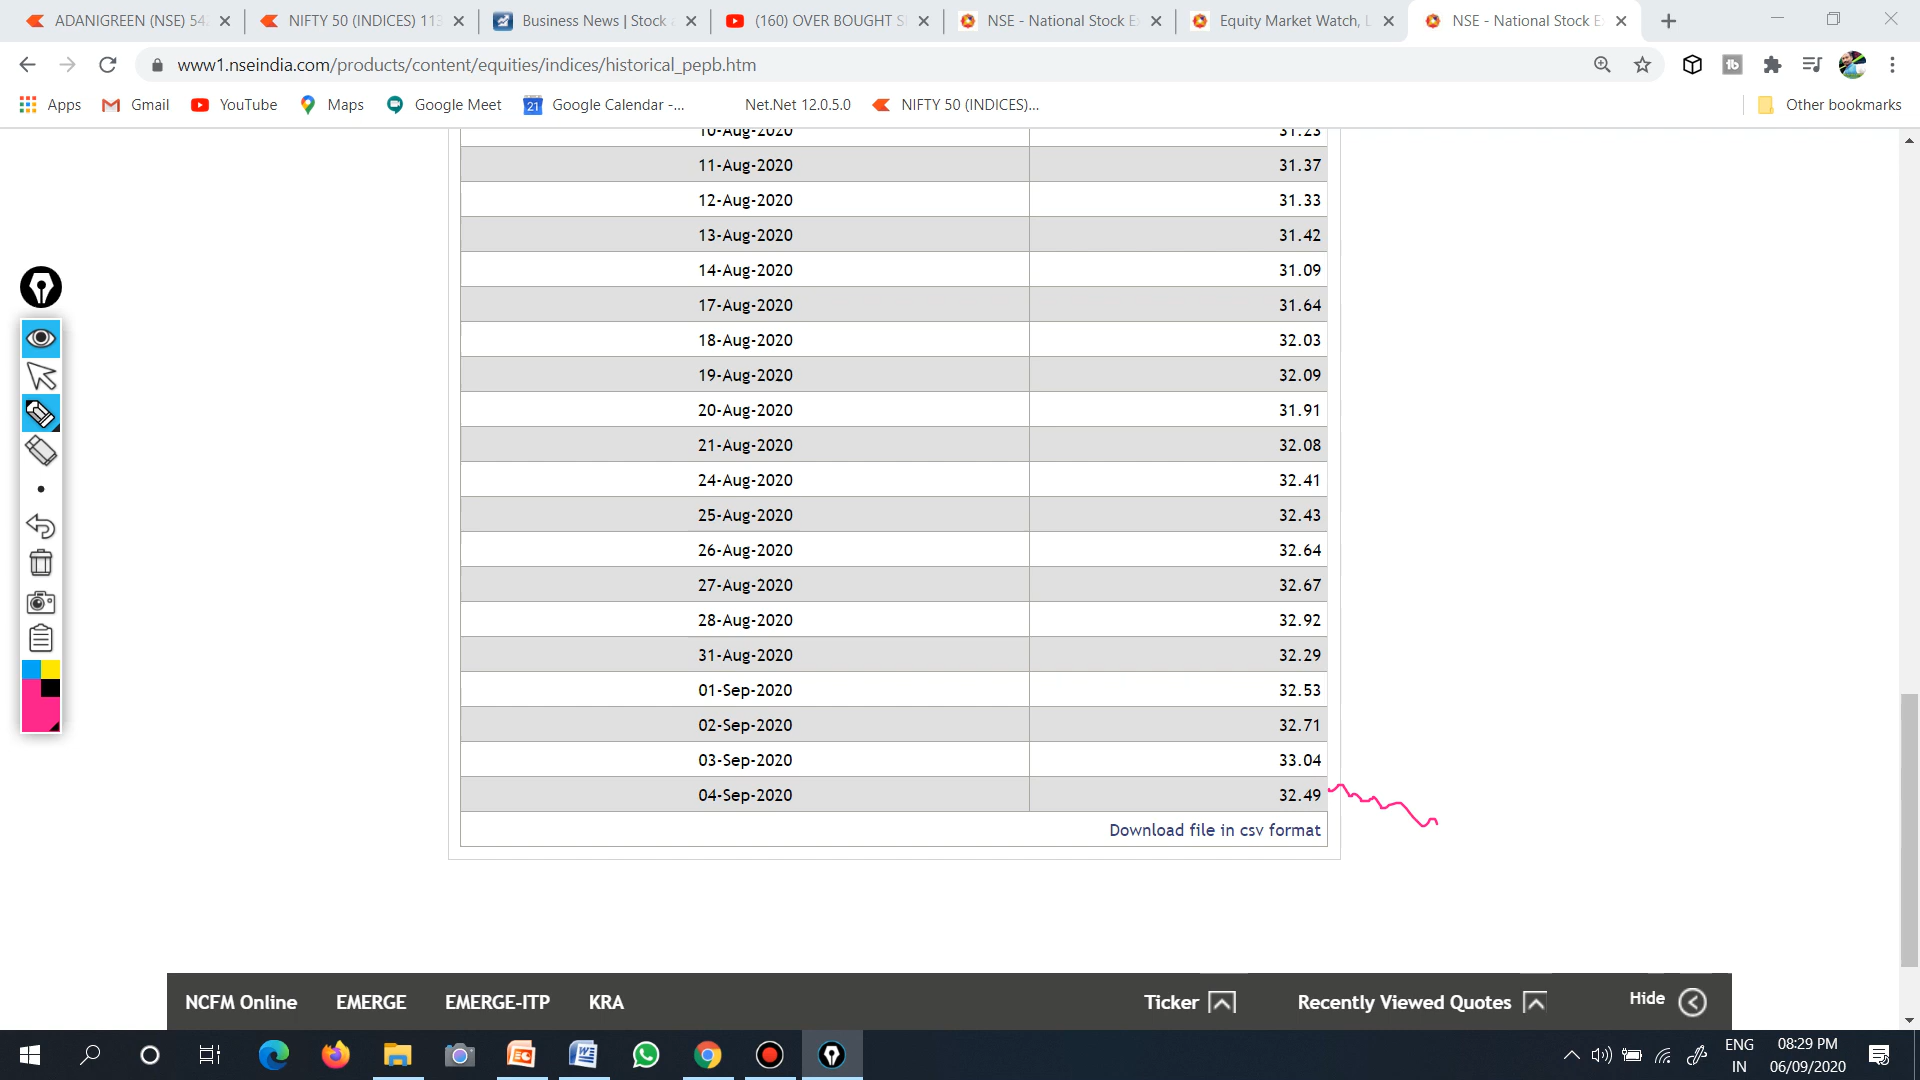 ADANIGREEN (NSE) 54
NIFTY 50 (INDICES) 113
Business News | Stock
(160) OVER BOUGHT S
NSE - National Stock E
Equity Market Watch, L
NSE - National Stock E
www1.nseindia.com/products/content/equities/indices/historical_pepb.htm
Apps
Gmail
YouTube
Maps
Google Meet
21
Google Calendar -...
Net.Net 12.0.5.0
NIFTY 50 (INDICES)...
Other bookmarks
10-Aug-2020 31.23
11-Aug-2020 31.37
12-Aug-2020 31.33
13-Aug-2020 31.42
14-Aug-2020 31.09
17-Aug-2020 31.64
18-Aug-2020 32.03
19-Aug-2020 32.09
20-Aug-2020 31.91
21-Aug-2020 32.08
24-Aug-2020 32.41
25-Aug-2020 32.43
26-Aug-2020 32.64
27-Aug-2020 32.67
28-Aug-2020 32.92
31-Aug-2020 32.29
01-Sep-2020 32.53
02-Sep-2020 32.71
03-Sep-2020 33.04
04-Sep-2020 32.49
Download file in csv format
NCFM Online EMERGE EMERGE-ITP KRA Ticker Recently Viewed Quotes Hide
ENG
IN
08:29 PM
06/09/2020